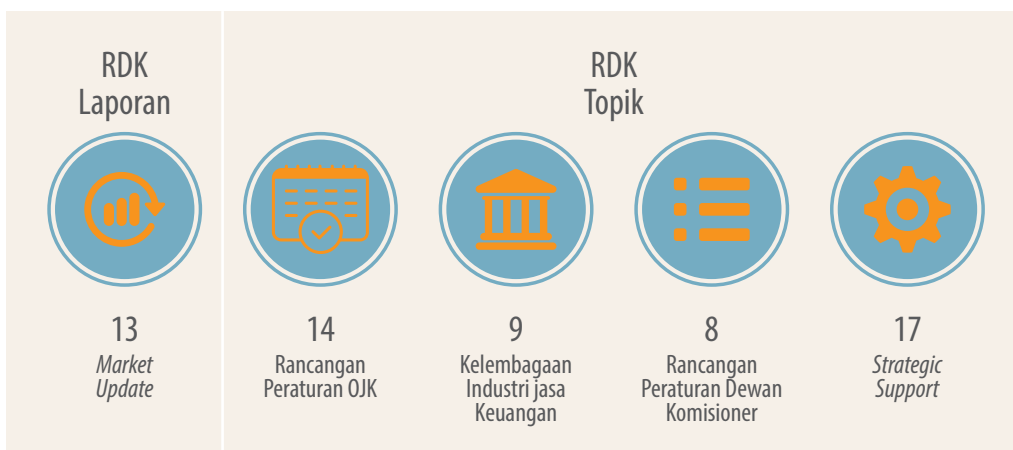 RDK
Laporan
RDK
Topik
13
Market
Update
14
Rancangan
Peraturan OJK
9
Kelembagaan
Industri jasa
Keuangan
8
Rancangan
Peraturan Dewan
Komisioner
17
Strategic
Support